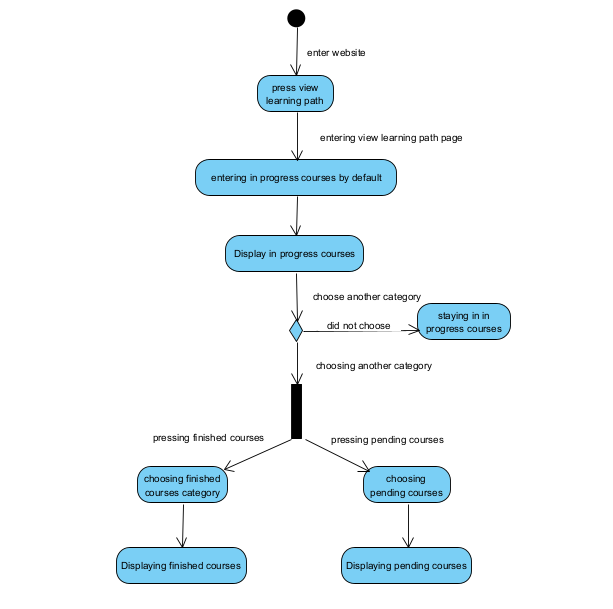 enter website
press view
learning path
entering view learning path page
entering in progress courses by default
Display in progress courses
choose another category
did not choose
staying in in
progress courses
choosing another category
pressing finished courses
pressing pending courses
choosing finished
courses category
choosing
pending courses
Displaying finished courses
Displaying pending courses